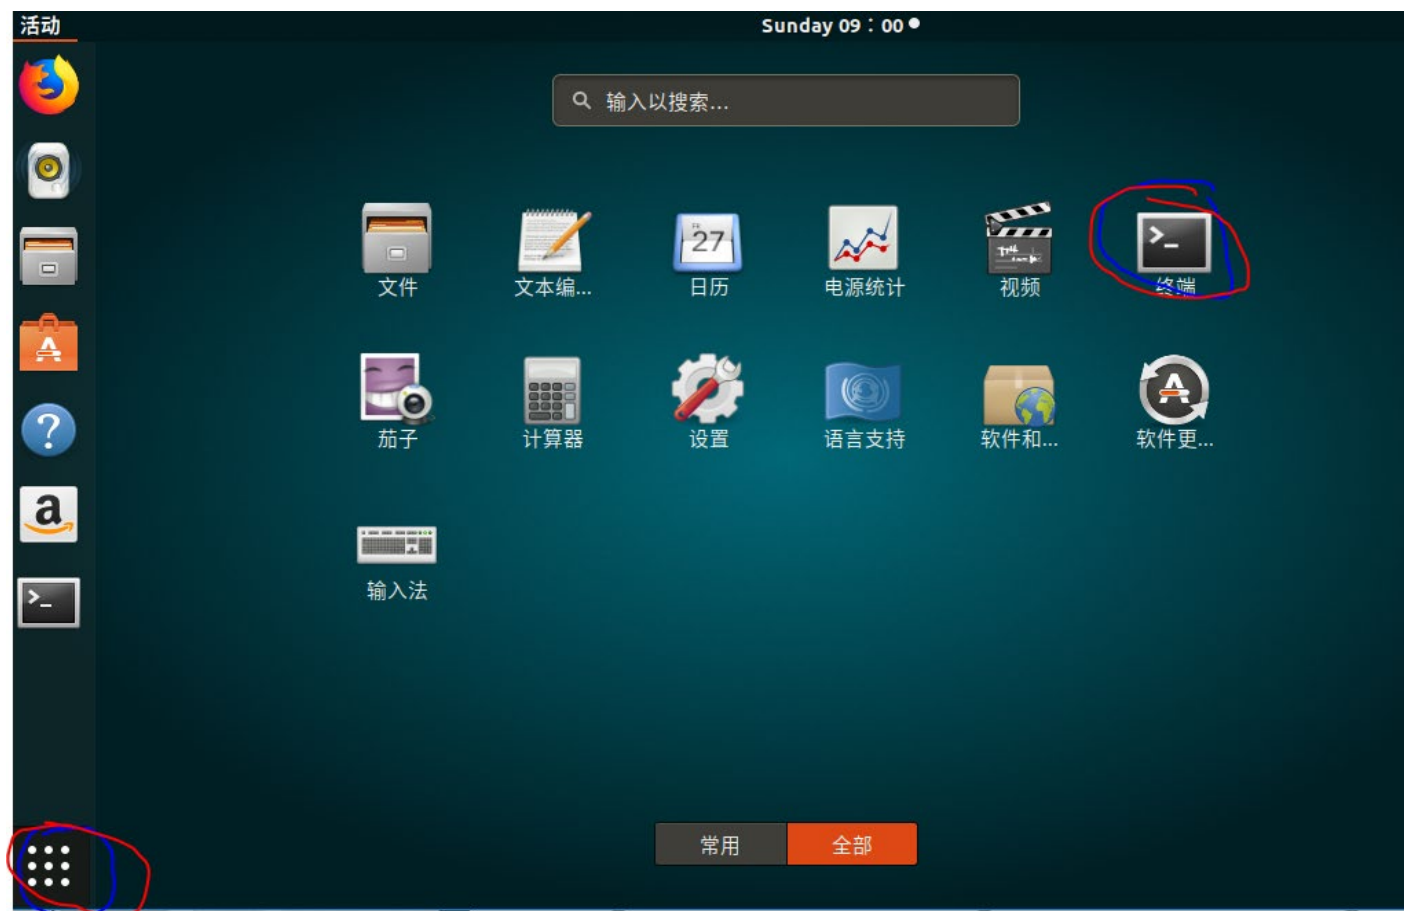 活动
Sunday 09：00
输入以搜索...
27
文件
文本编...
日历
电源统计
视频
终端
茄子
计算器
设置
语言支持
软件和...
软件更...
a
输入法
常用
全部